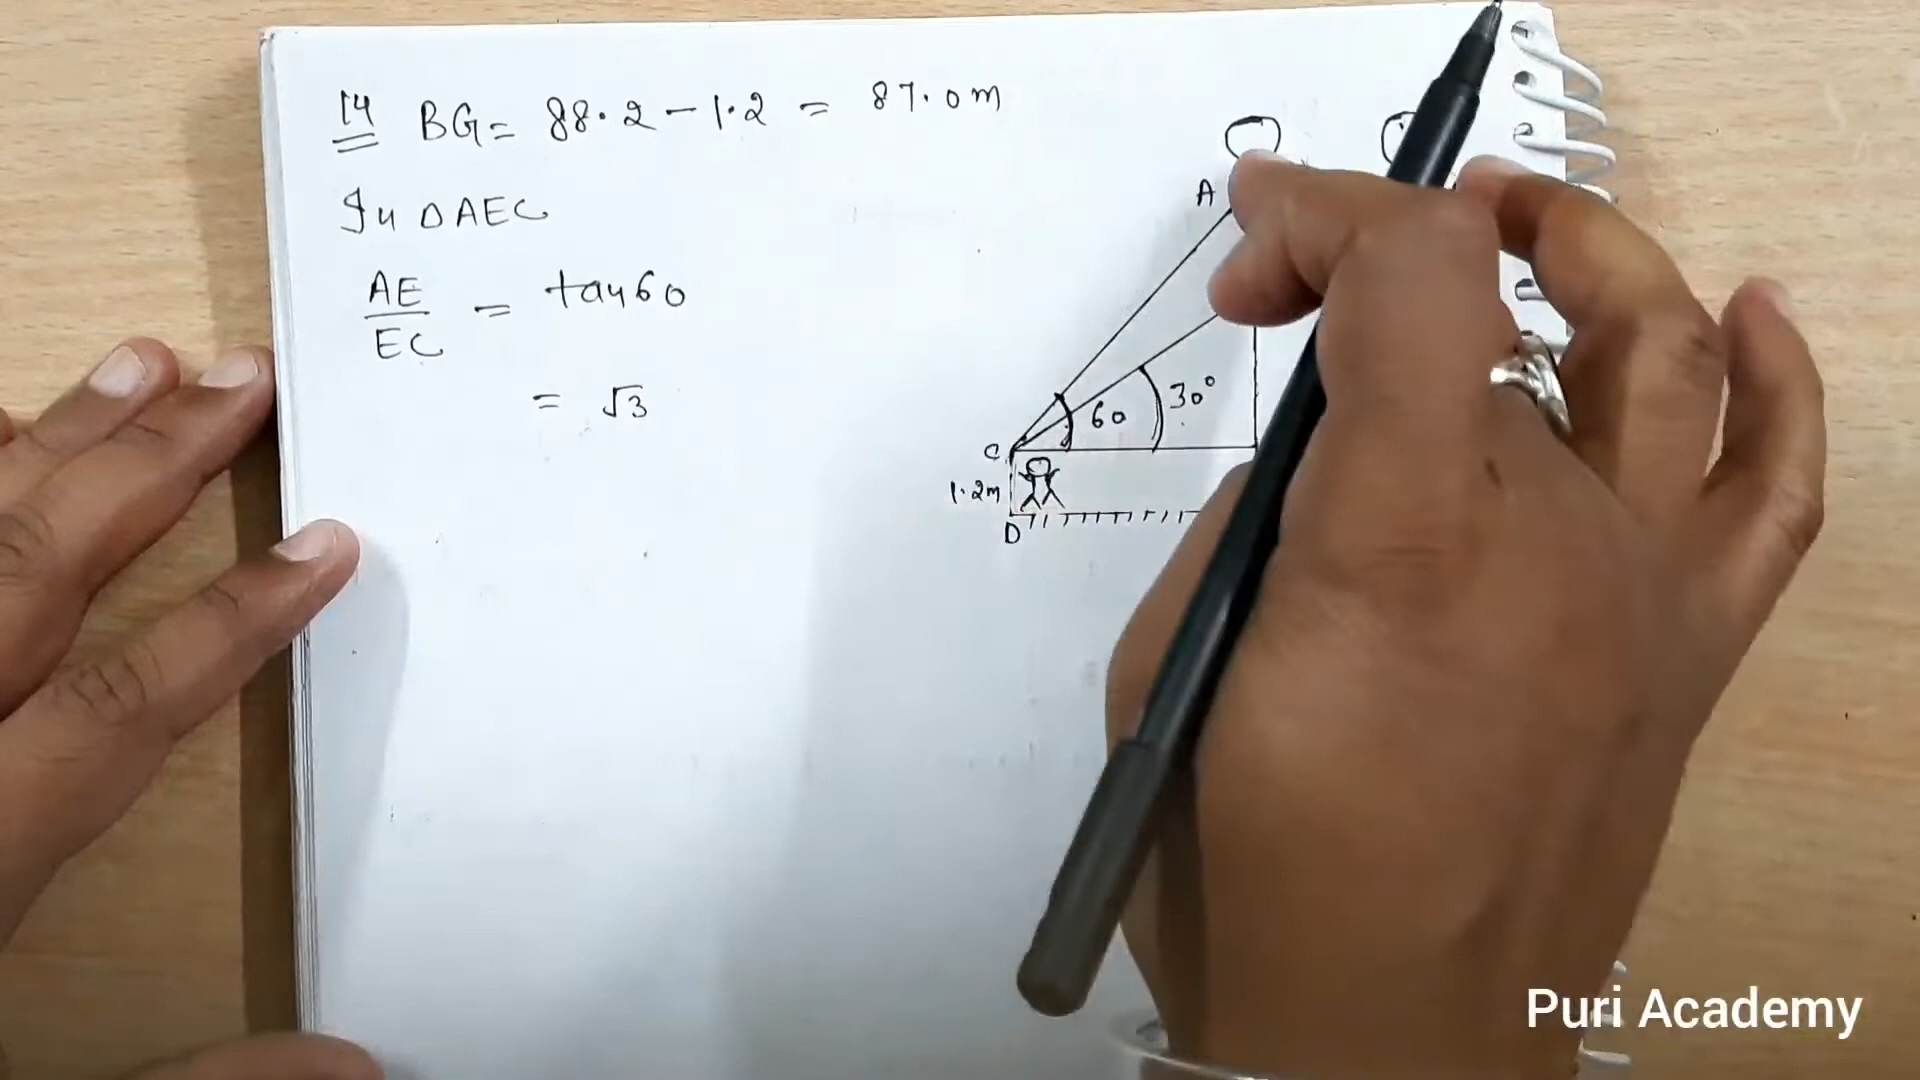 14 BG = 88.2 - 1.2 = 87.0m
In △AEC
AE/EC = tan60
= √3
A
30°
60
C
1.2m
D
Puri Academy